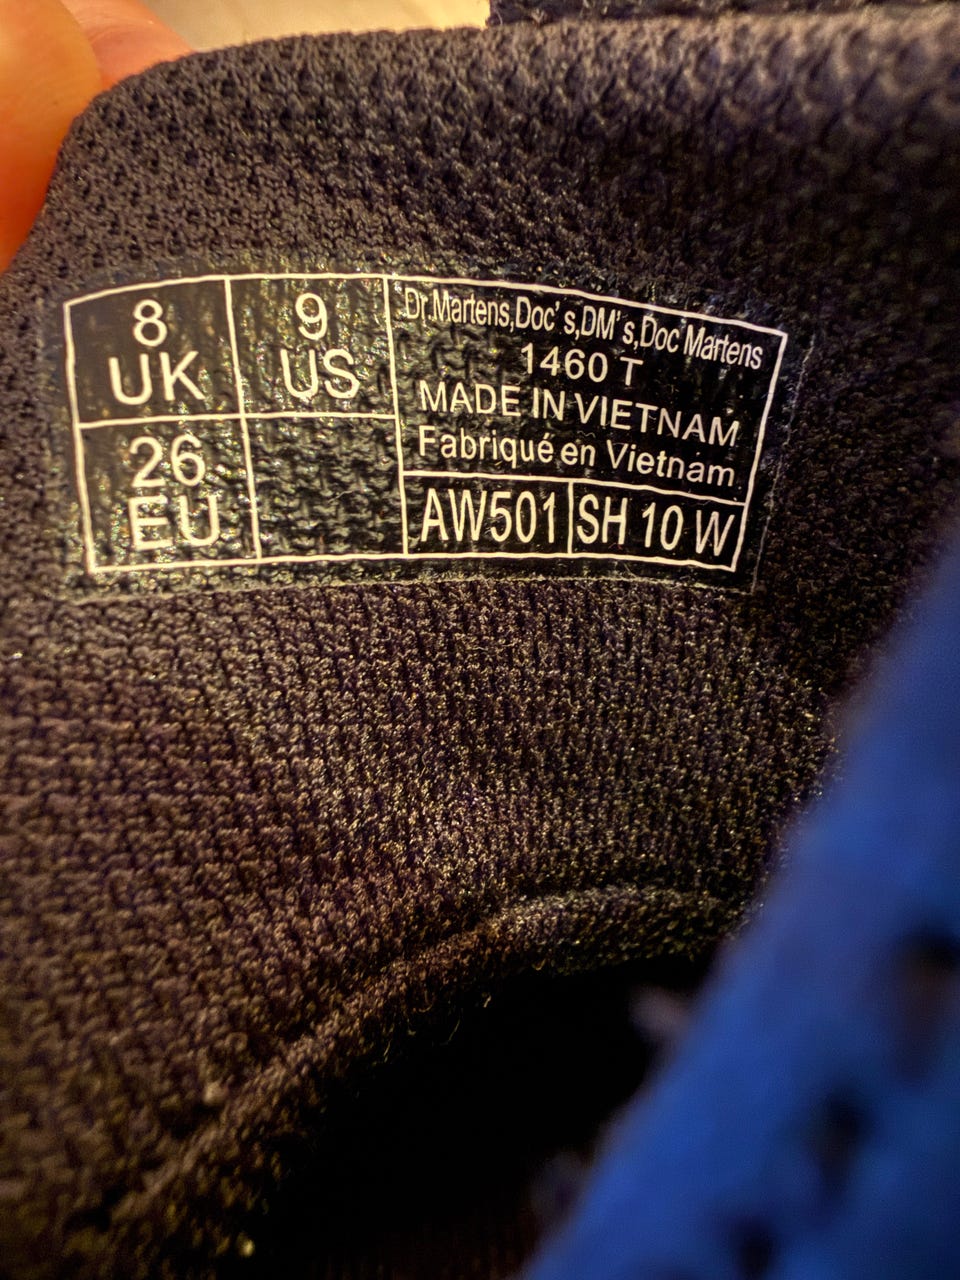 8
UK
9
US
26
EU
Dr.Martens,Doc's,DM's,Doc Martens
1460 T
MADE IN VIETNAM
Fabriqué en Vietnam
AW501
SH 10 W